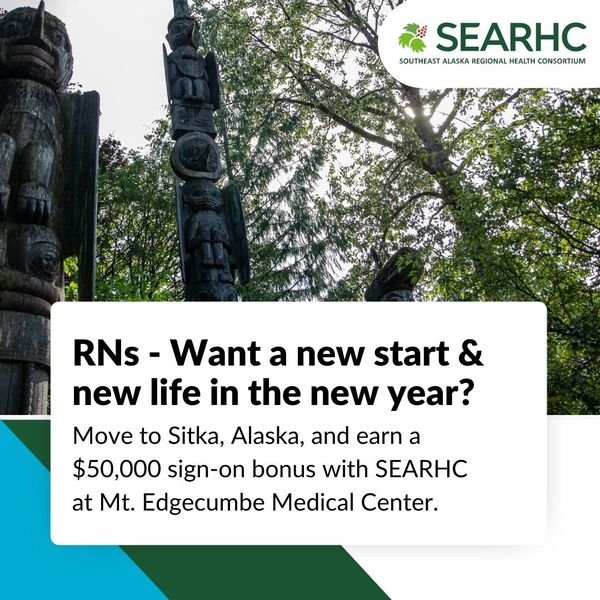 SEARHC
SOUTHEAST ALASKA REGIONAL HEALTH CONSORTIUM
RNs - Want a new start &
new life in the new year?
Move to Sitka, Alaska, and earn a
$50,000 sign-on bonus with SEARHC
at Mt. Edgecumbe Medical Center.